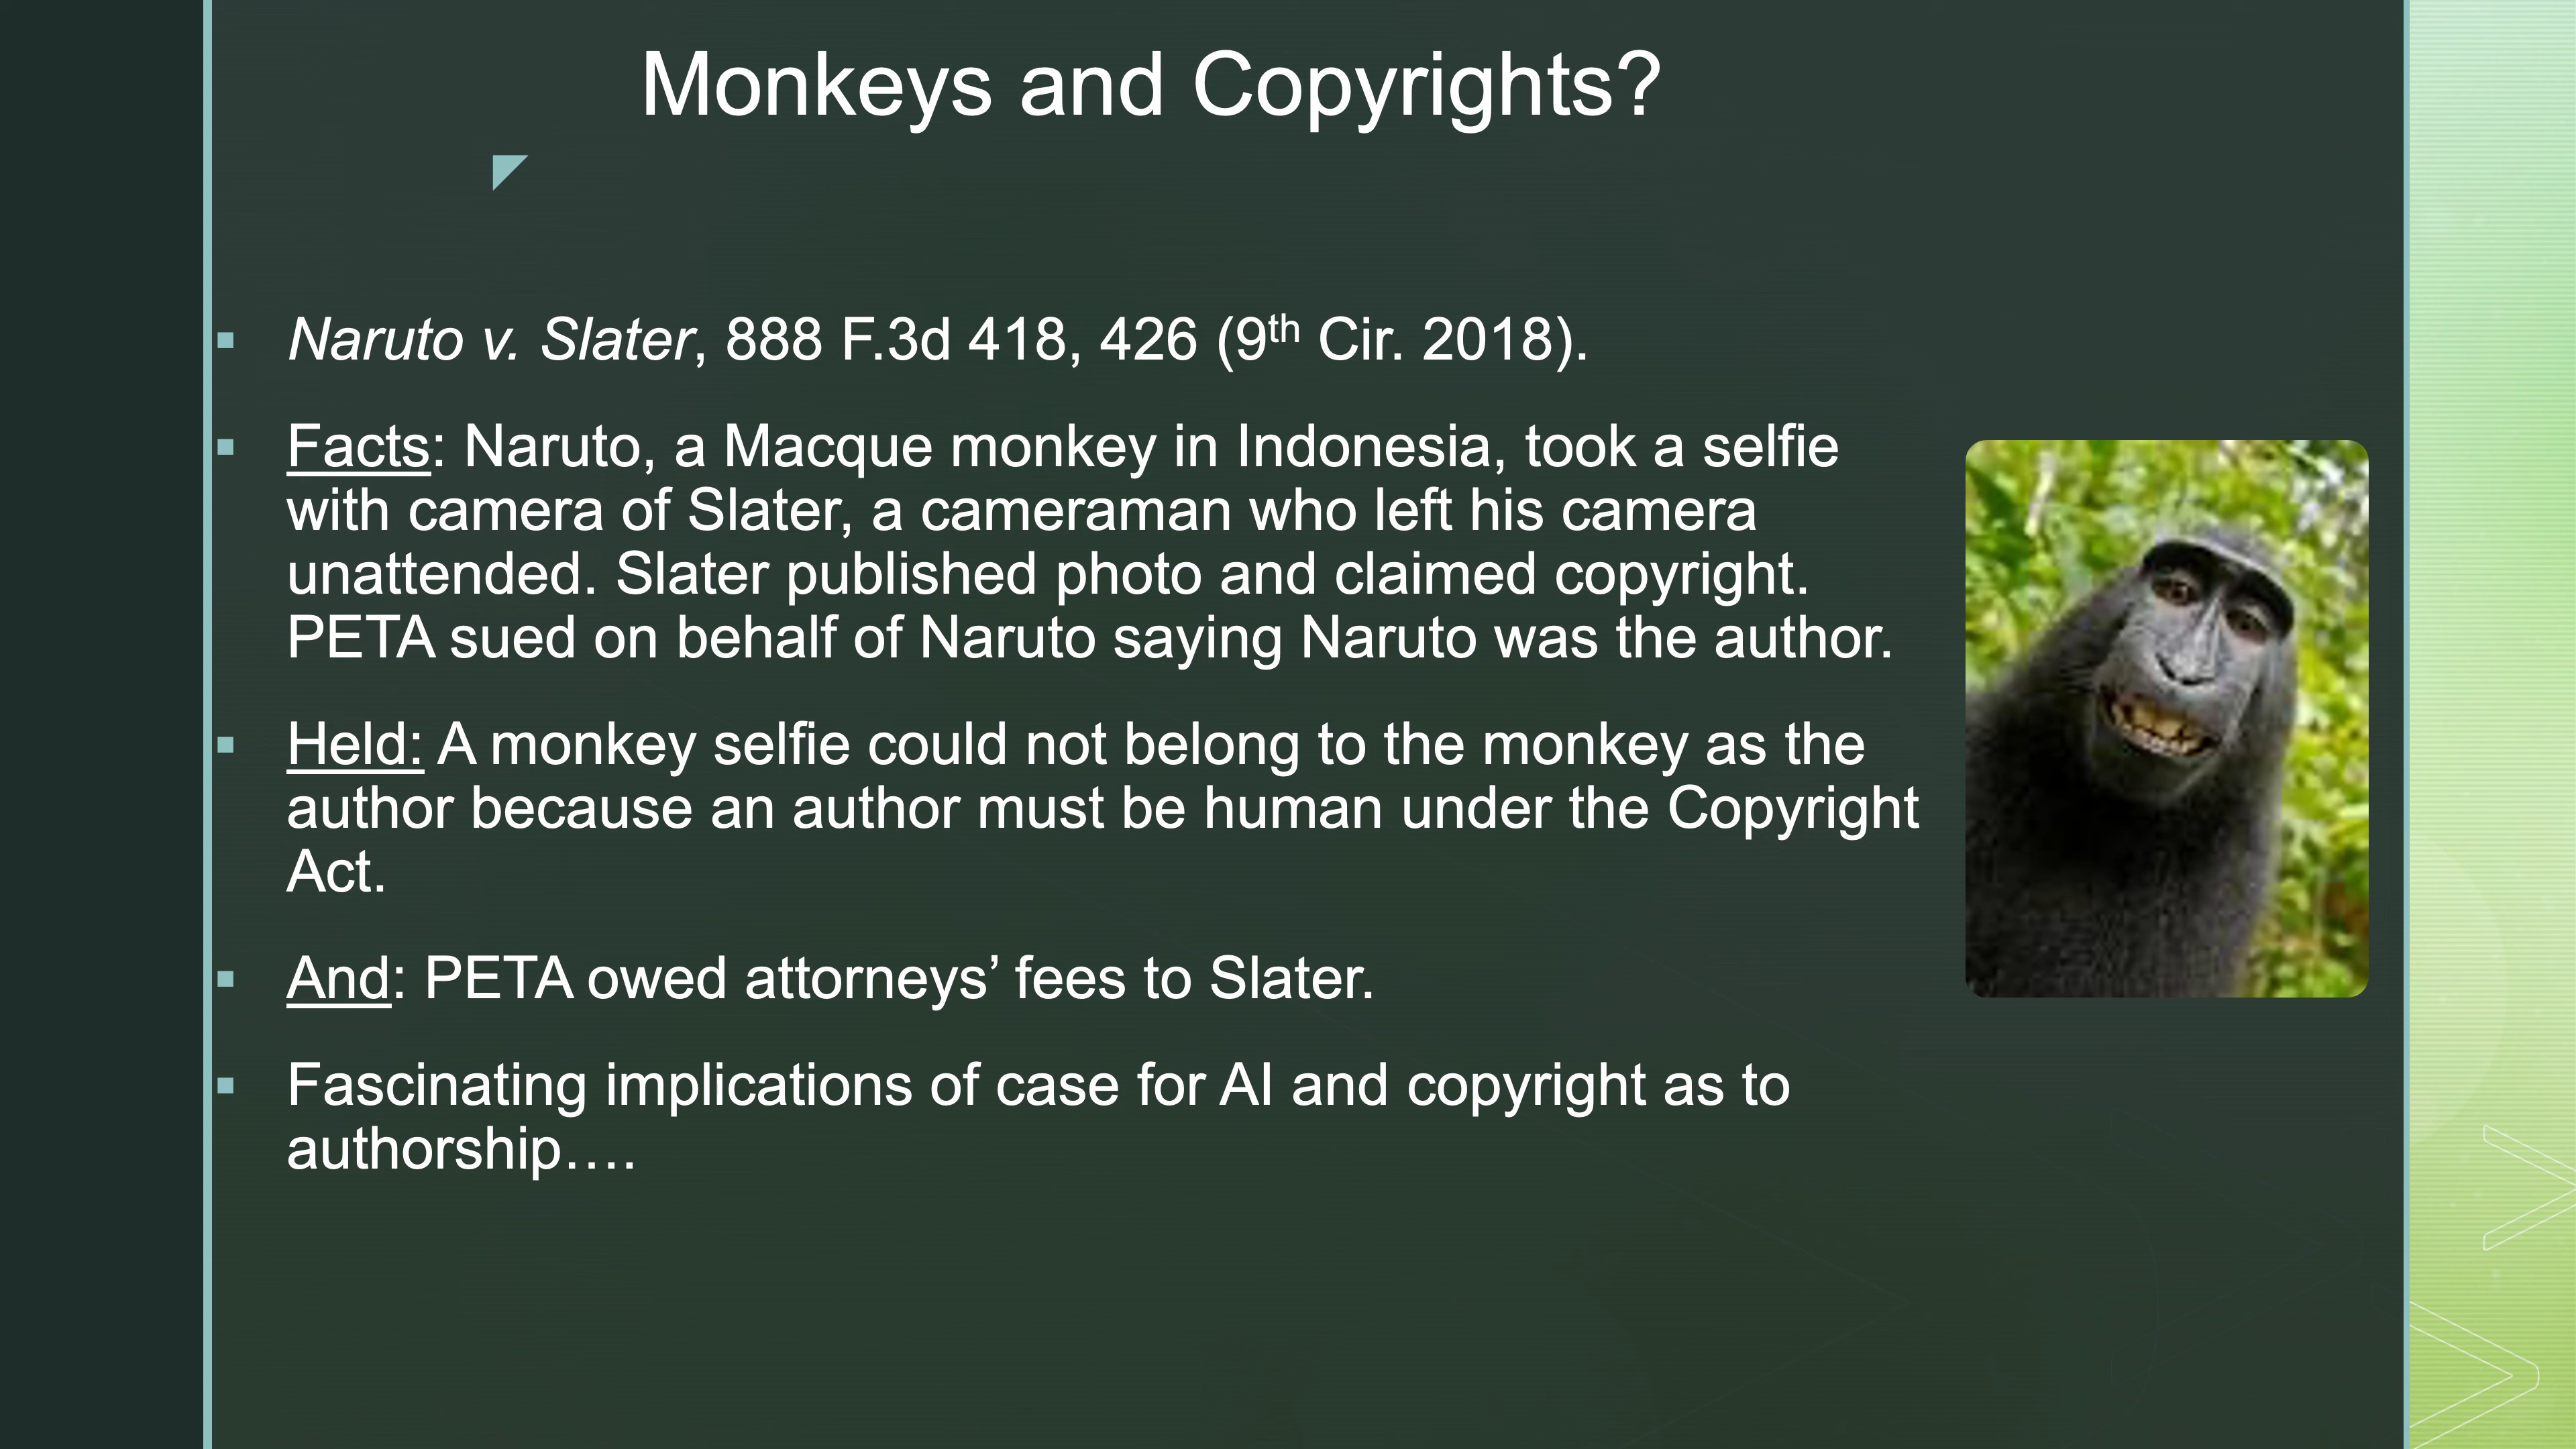 Monkeys and Copyrights?
Naruto v. Slater, 888 F.3d 418, 426 (9th Cir. 2018).
Facts: Naruto, a Macque monkey in Indonesia, took a selfie
with camera of Slater, a cameraman who left his camera
unattended. Slater published photo and claimed copyright.
PETA sued on behalf of Naruto saying Naruto was the author.
Held: A monkey selfie could not belong to the monkey as the
author because an author must be human under the Copyright
Act.
And: PETA owed attorneys’ fees to Slater.
Fascinating implications of case for AI and copyright as to
authorship….